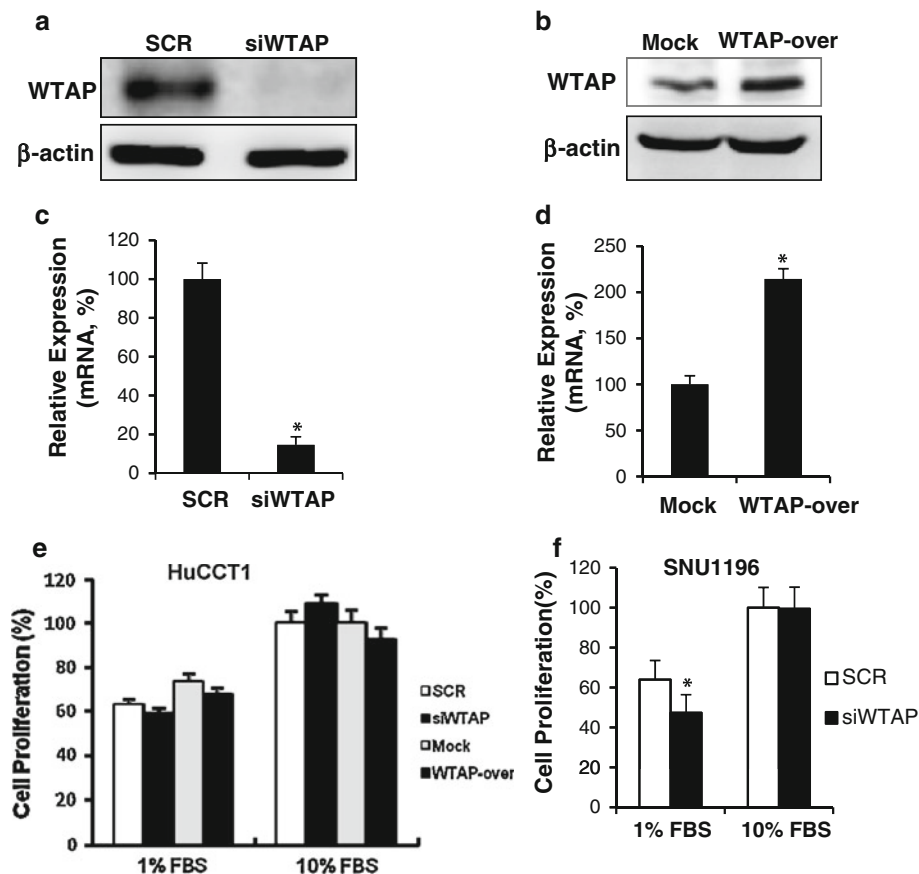 a
SCR siWTAP
WTAP
β-actin
b
Mock WTAP-over
WTAP
β-actin
c
Relative Expression
(mRNA, %)
120
100
80
60
40
20
0
*
SCR siWTAP
d
Relative Expression
(mRNA, %)
250
200
150
100
50
0
*
Mock WTAP-over
e
HuCCT1
Cell Proliferation (%)
120
100
80
60
40
20
0
1% FBS 10% FBS
SCR
siWTAP
Mock
WTAP-over
f
SNU1196
Cell Proliferation(%)
120
100
80
60
40
20
0
*
1% FBS 10% FBS
SCR
siWTAP